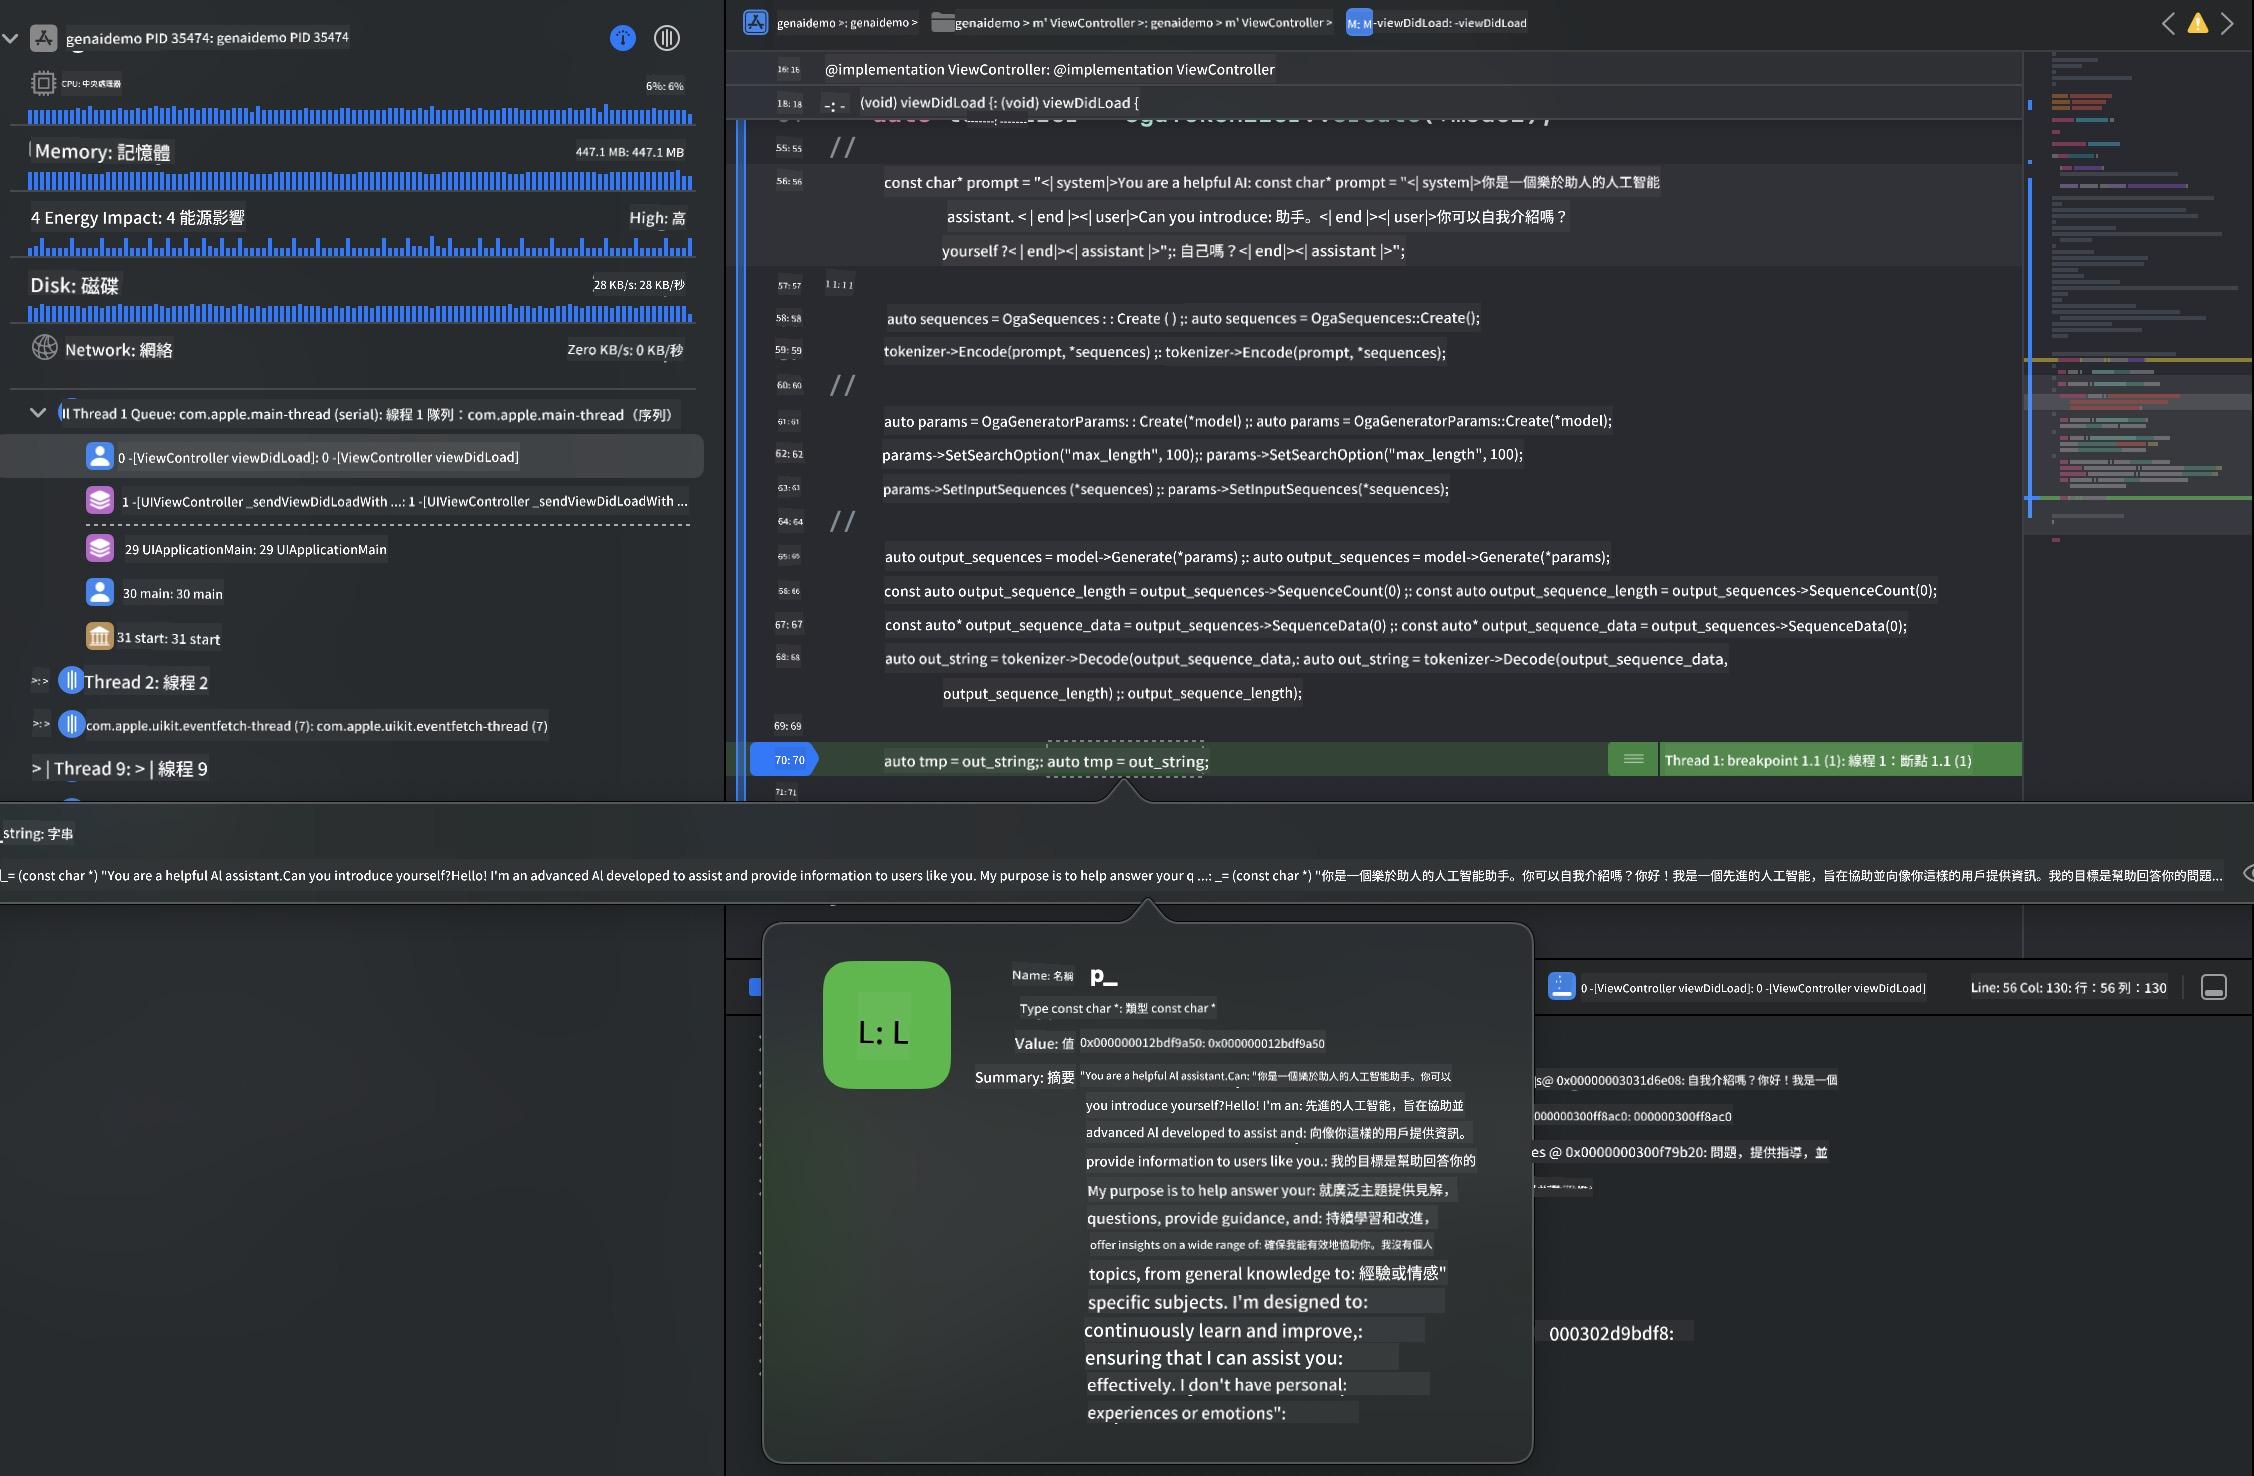 genaidemo PID 35474: genaidemo PID 35474
CPU: 中央處理器
6%: 6%
Memory: 記憶體
447.1 MB: 447.1 MB
4 Energy Impact: 4 能源影響
High: 高
Disk: 磁碟
28 KB/s: 28 KB/秒
Network: 網絡
Zero KB/s: 0 KB/秒
Thread 1 Queue: com.apple.main-thread (serial): 線程 1 隊列：com.apple.main-thread（序列）
0 -[ViewController viewDidLoad]: 0 -[ViewController viewDidLoad]
1 -[UIViewController _sendViewDidLoadWith ...: 1 -[UIViewController _sendViewDidLoadWith ...
29 UIApplicationMain: 29 UIApplicationMain
30 main: 30 main
31 start: 31 start
>: > Thread 2: 線程 2
>: > com.apple.uikit.eventfetch-thread (7): com.apple.uikit.eventfetch-thread (7)
> | Thread 9: > | 線程 9
genaidemo >: genaidemo > genaidemo > m' ViewController >: genaidemo > m' ViewController > M: M -viewDidLoad: -viewDidLoad
16: 16 @implementation ViewController: @implementation ViewController
18: 18 -: - (void) viewDidLoad {: (void) viewDidLoad {
55: 55 //
56: 56 const char* prompt = "<| system|>You are a helpful AI: const char* prompt = "<| system|>你是一個樂於助人的人工智能
assistant. < | end |><| user|>Can you introduce: 助手。<| end |><| user|>你可以自我介紹嗎？
yourself ?< | end|><| assistant |>";: 自己嗎？<| end|><| assistant |>";
57: 57 11: 11
58: 58 auto sequences = OgaSequences : : Create ( ) ;: auto sequences = OgaSequences::Create();
59: 59 tokenizer->Encode(prompt, *sequences) ;: tokenizer->Encode(prompt, *sequences);
60: 60 //
61: 61 auto params = OgaGeneratorParams: : Create(*model) ;: auto params = OgaGeneratorParams::Create(*model);
62: 62 params->SetSearchOption("max_length", 100);: params->SetSearchOption("max_length", 100);
63: 63 params->SetInputSequences (*sequences) ;: params->SetInputSequences(*sequences);
64: 64 //
65: 65 auto output_sequences = model->Generate(*params) ;: auto output_sequences = model->Generate(*params);
66: 66 const auto output_sequence_length = output_sequences->SequenceCount(0) ;: const auto output_sequence_length = output_sequences->SequenceCount(0);
67: 67 const auto* output_sequence_data = output_sequences->SequenceData(0) ;: const auto* output_sequence_data = output_sequences->SequenceData(0);
68: 68 auto out_string = tokenizer->Decode(output_sequence_data,: auto out_string = tokenizer->Decode(output_sequence_data,
output_sequence_length) ;: output_sequence_length);
69: 69
70: 70 auto tmp = out_string;: auto tmp = out_string; Thread 1: breakpoint 1.1 (1): 線程 1：斷點 1.1 (1)
71: 71
_string: 字串
_= (const char *) "You are a helpful Al assistant.Can you introduce yourself?Hello! I'm an advanced Al developed to assist and provide information to users like you. My purpose is to help answer your q ...: _= (const char *) "你是一個樂於助人的人工智能助手。你可以自我介紹嗎？你好！我是一個先進的人工智能，旨在協助並向像你這樣的用戶提供資訊。我的目標是幫助回答你的問題...
L: L
Name: 名稱 p_
Type const char *: 類型 const char *
Value: 值 0x000000012bdf9a50: 0x000000012bdf9a50
Summary: 摘要 "You are a helpful Al assistant.Can: "你是一個樂於助人的人工智能助手。你可以
you introduce yourself?Hello! I'm an: 先進的人工智能，旨在協助並
advanced Al developed to assist and: 向像你這樣的用戶提供資訊。
provide information to users like you.: 我的目標是幫助回答你的
My purpose is to help answer your: 就廣泛主題提供見解，
questions, provide guidance, and: 持續學習和改進，
offer insights on a wide range of: 確保我能有效地協助你。我沒有個人
topics, from general knowledge to: 經驗或情感"
specific subjects. I'm designed to:
continuously learn and improve,:
ensuring that I can assist you:
effectively. I don't have personal:
experiences or emotions":
0 -[ViewController viewDidLoad]: 0 -[ViewController viewDidLoad]
Line: 56 Col: 130: 行：56 列：130
s@ 0x00000003031d6e08: 自我介紹嗎？你好！我是一個
000000300ff8ac0: 000000300ff8ac0
es @ 0x0000000300f79b20: 問題，提供指導，並
000302d9bdf8: